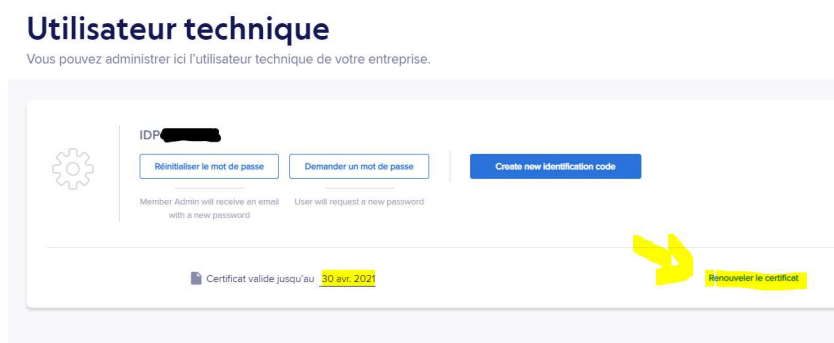 Utilisateur technique
Vous pouvez administrer ici l'utilisateur technique de votre entreprise.
IDP
Réinitialiser le mot de passe
Demander un mot de passe
Create new identification code
Member Admin will receive an email
with a new password
User will request a new password
Certificat valide jusqu'au 30 avr. 2021
Renouveler le certificat